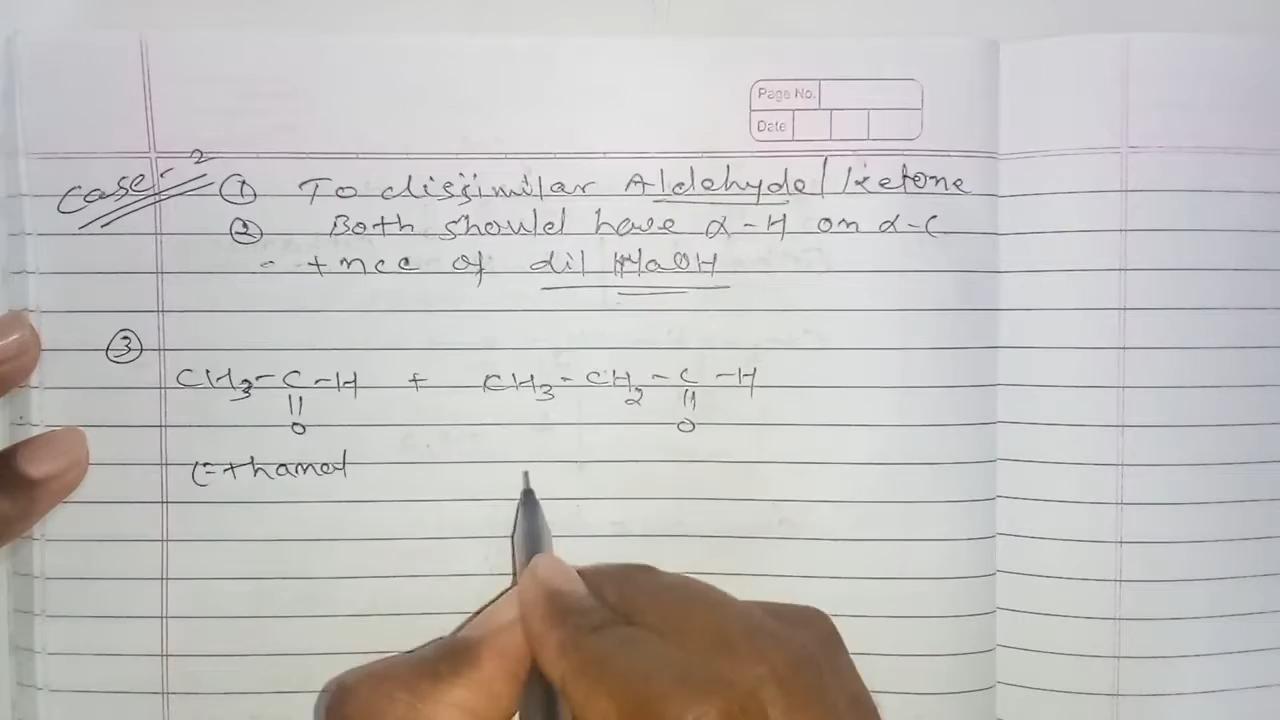 Page No.
Date
Case-2 ① To dissimilar Aldehyde/ketone
② Both should have α-H on α-C
+nce of dil NaOH
③
CH3-C-H + CH3-CH2-C-H
|| ||
O O
Ethanal